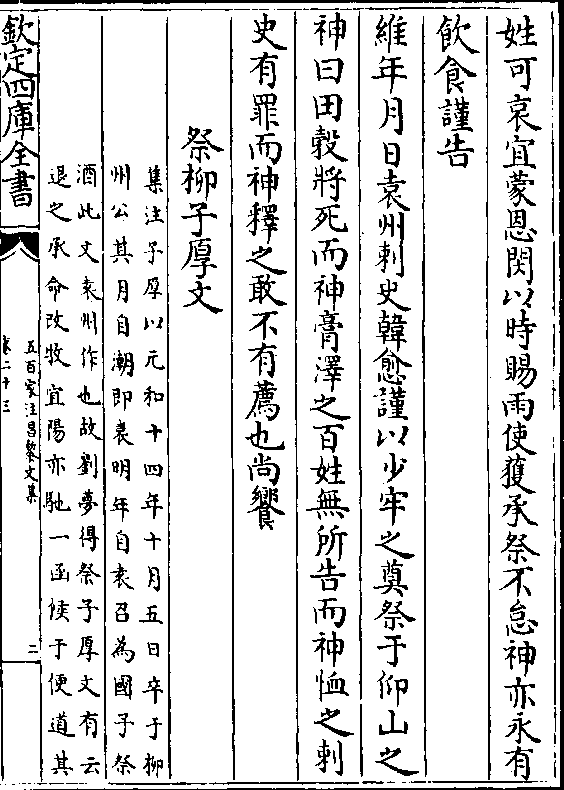 姓可哀宜蒙恩閔以時賜雨使獲承祭不怠神亦永有
飲食謹告
維年月日袁州刺史韓愈謹以少牢之奠祭于仰山之
神曰田穀將死而神膏澤之百姓無所告而神恤之刺
史有罪而神釋之敢不有薦也尚饗
祭柳子厚文
集注子厚以元和十四年十月五日卒于柳
州公其月自潮即袁明年自袁召為國子祭
酒此文袁州作也故劉夢得祭子厚文有云
退之承命改牧宜陽亦馳一函候于便道其
欽定四庫全書
五百家注昌黎文集
卷二十三
二